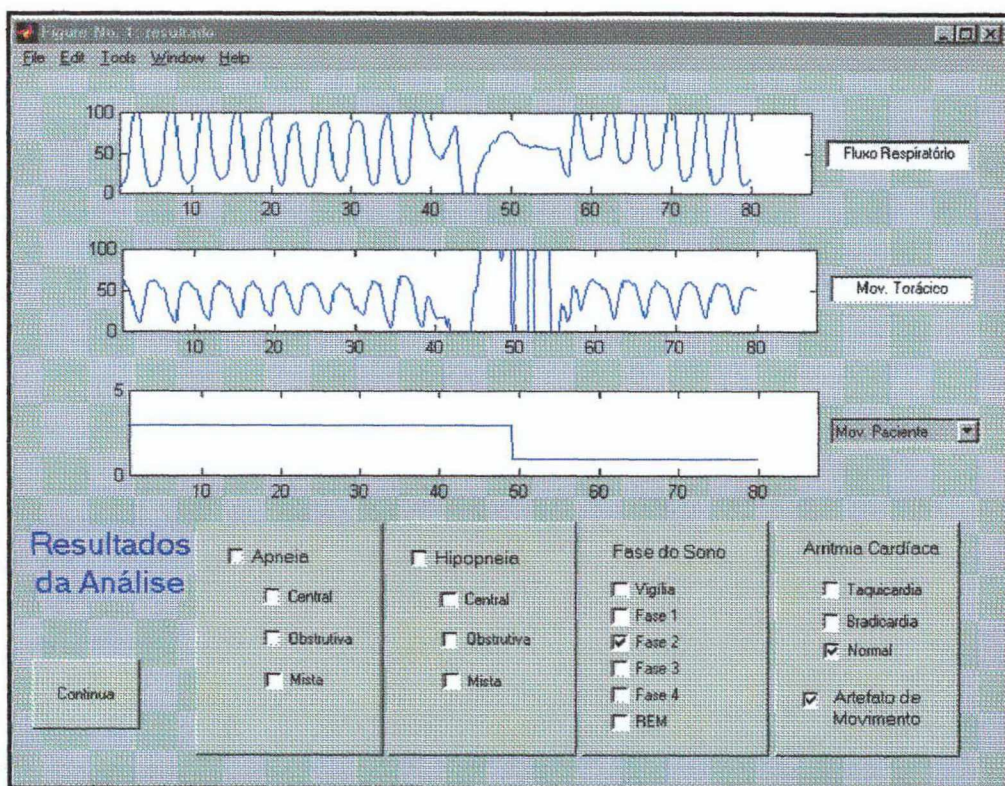 Figure No. 1: resultado
File Edit Tools Window Help
100
50
0
10 20 30 40 50 60 70 80
Fluxo Respiratório
100
50
0
10 20 30 40 50 60 70 80
Mov. Torácico
5
0
10 20 30 40 50 60 70 80
Mov. Paciente
Resultados
da Análise
Continua
Apneia
Central
Obstrutiva
Mista
Hipopneia
Central
Obstrutiva
Mista
Fase do Sono
Vigília
Fase 1
Fase 2
Fase 3
Fase 4
REM
Arritmia Cardíaca
Taquicardia
Bradicardia
Normal
Artefato de
Movimento